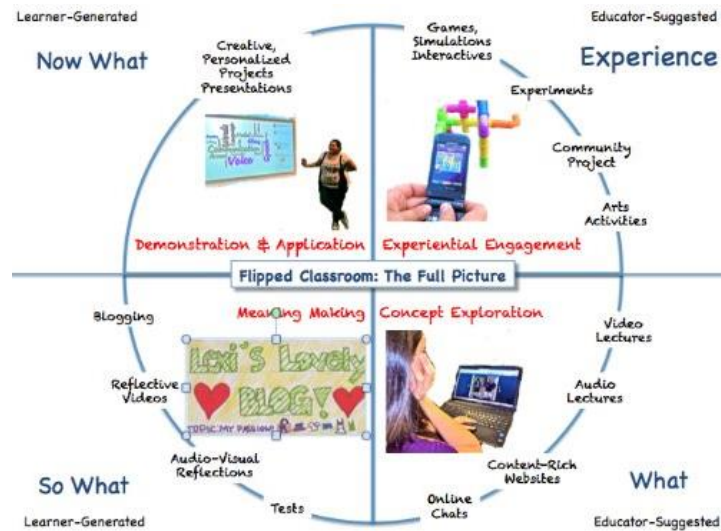 Learner-Generated
Educator-Suggested
Now What
Experience
Creative,
Personalized
Projects
Presentations
Games,
Simulations
Interactives
Experiments
Community
Project
Arts
Activities
Demonstration & Application
Experiential Engagement
Flipped Classroom: The Full Picture
Meaning Making
Concept Exploration
Blogging
Reflective
Videos
Audio-Visual
Reflections
Tests
Lexi's Lovely
BLOG!
Video
Lectures
Audio
Lectures
Content-Rich
Websites
Online
Chats
So What
What
Learner-Generated
Educator-Suggested